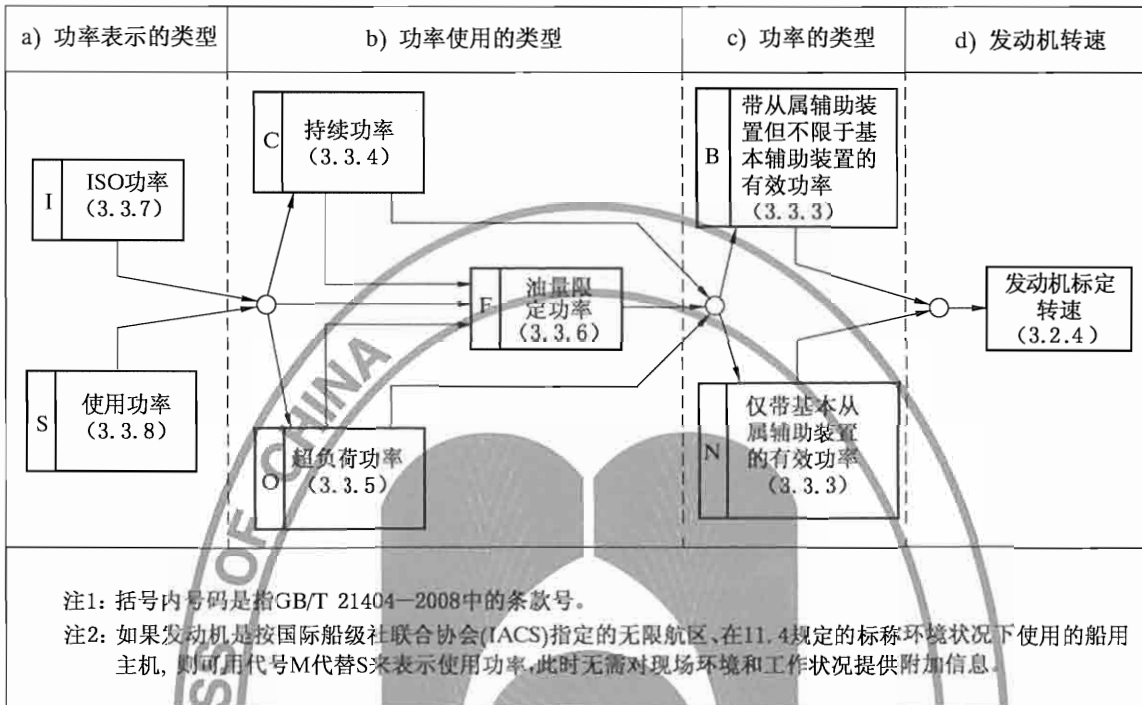 a) 功率表示的类型
b) 功率使用的类型
c) 功率的类型
d) 发动机转速
I
ISO功率
(3.3.7)
S
使用功率
(3.3.8)
C
持续功率
(3.3.4)
F
油量限
定功率
(3.3.6)
O
超负荷功率
(3.3.5)
B
带从属辅助装
置但不限于基
本辅助装置的
有效功率
(3.3.3)
N
仅带基本从
属辅助装置
的有效功率
(3.3.3)
发动机标定
转速
(3.2.4)
注1: 括号内号码是指GB/T 21404—2008中的条款号。
注2: 如果发动机是按国际船级社联合协会(IACS)指定的无限航区、在11.4规定的标称环境状况下使用的船用
主机, 则可用代号M代替S来表示使用功率,此时无需对现场环境和工作状况提供附加信息。
SS OF CHINA